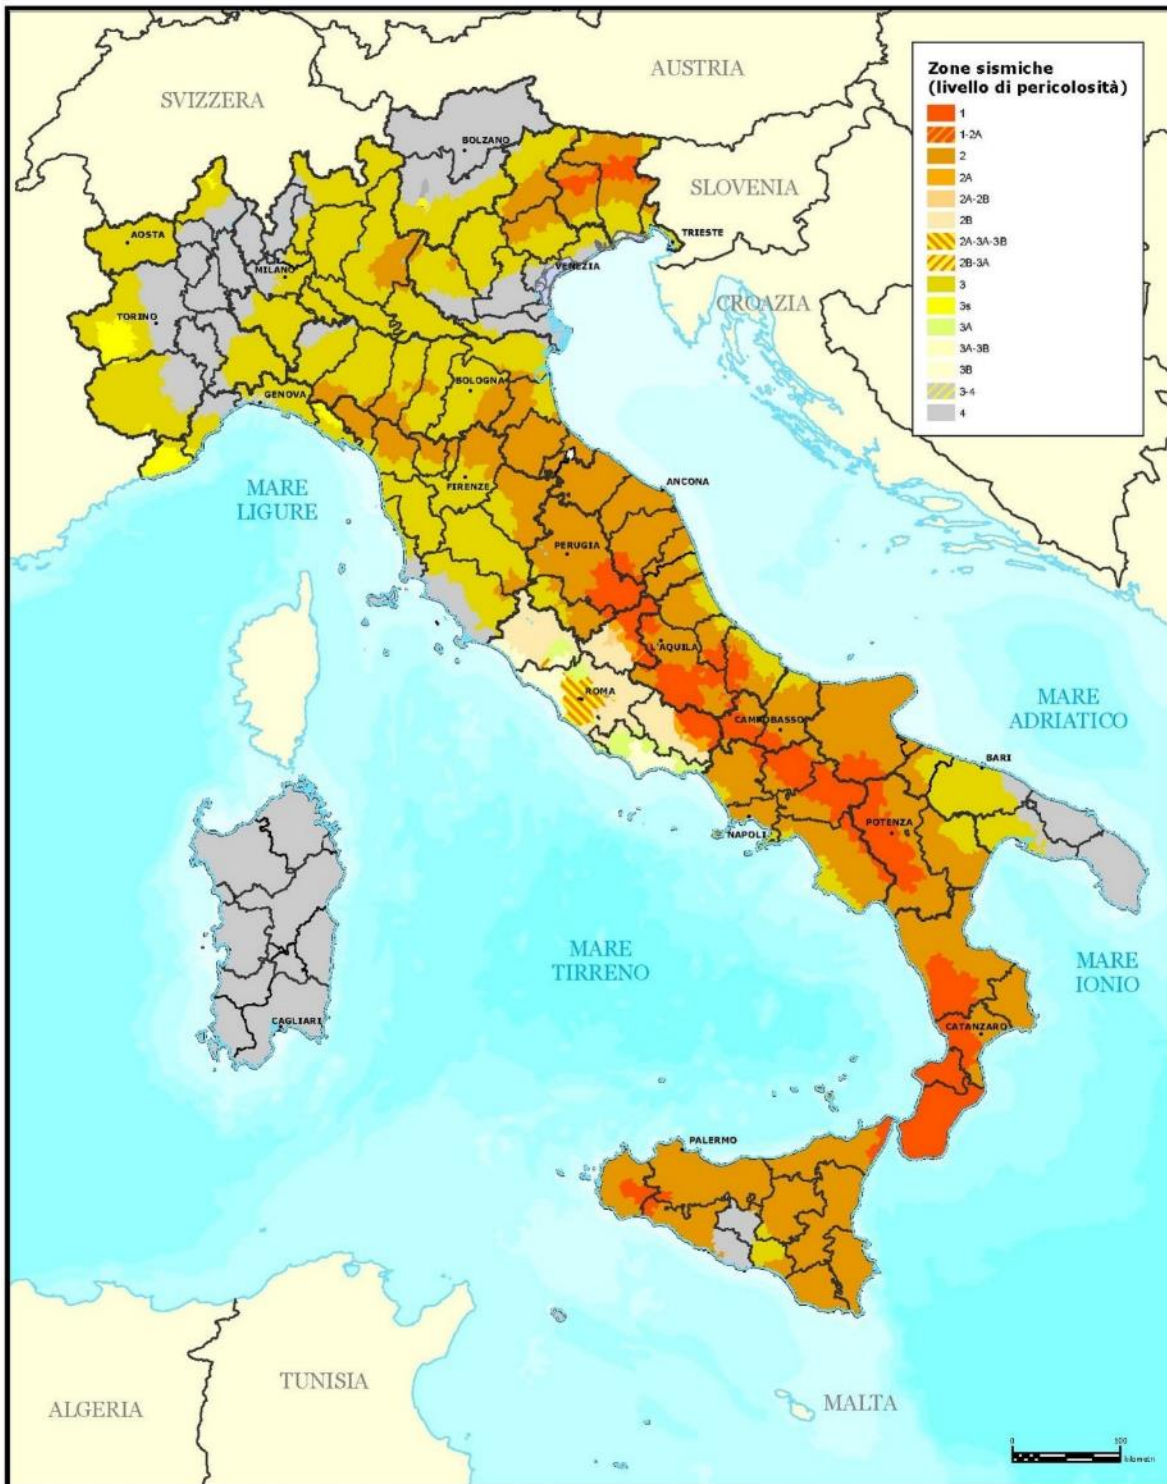 AUSTRIA
SVIZZERA
Zone sismiche
(livello di pericolosità)
1
1-2A
2
2A
2A-2B
2B
2A-3A-3B
2B-3A
3
3s
3A
3A-3B
3B
3-4
4
BOLZANO
SLOVENIA
AOSTA
TRIESTE
MILANO
VENEZIA
CROAZIA
TORINO
BOLOGNA
GENOVA
FIRENZE
ANCONA
MARE
LIGURE
PERUGIA
L'AQUILA
ROMA
MARE
ADRIATICO
CAMPOBASSO
BARI
POTENZA
NAPOLI
MARE
TIRRENO
MARE
IONIO
CAGLIARI
CATANZARO
PALERMO
TUNISIA
MALTA
ALGERIA
0
100
kilometri